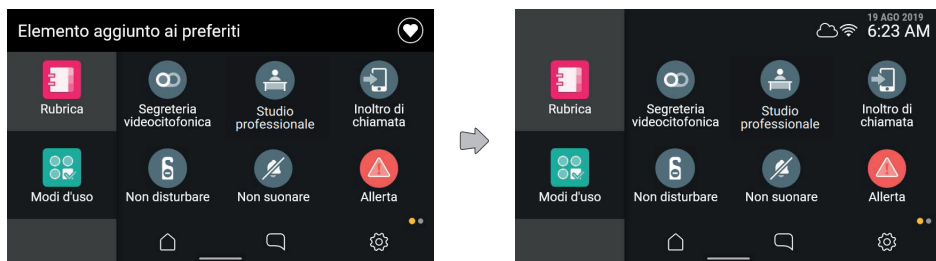 Elemento aggiunto ai preferiti
Rubrica
Segreteria
videocitofonica
Studio
professionale
Inoltro di
chiamata
Modi d'uso
Non disturbare
Non suonare
Allerta
19 AGO 2019
6:23 AM
Rubrica
Segreteria
videocitofonica
Studio
professionale
Inoltro di
chiamata
Modi d'uso
Non disturbare
Non suonare
Allerta